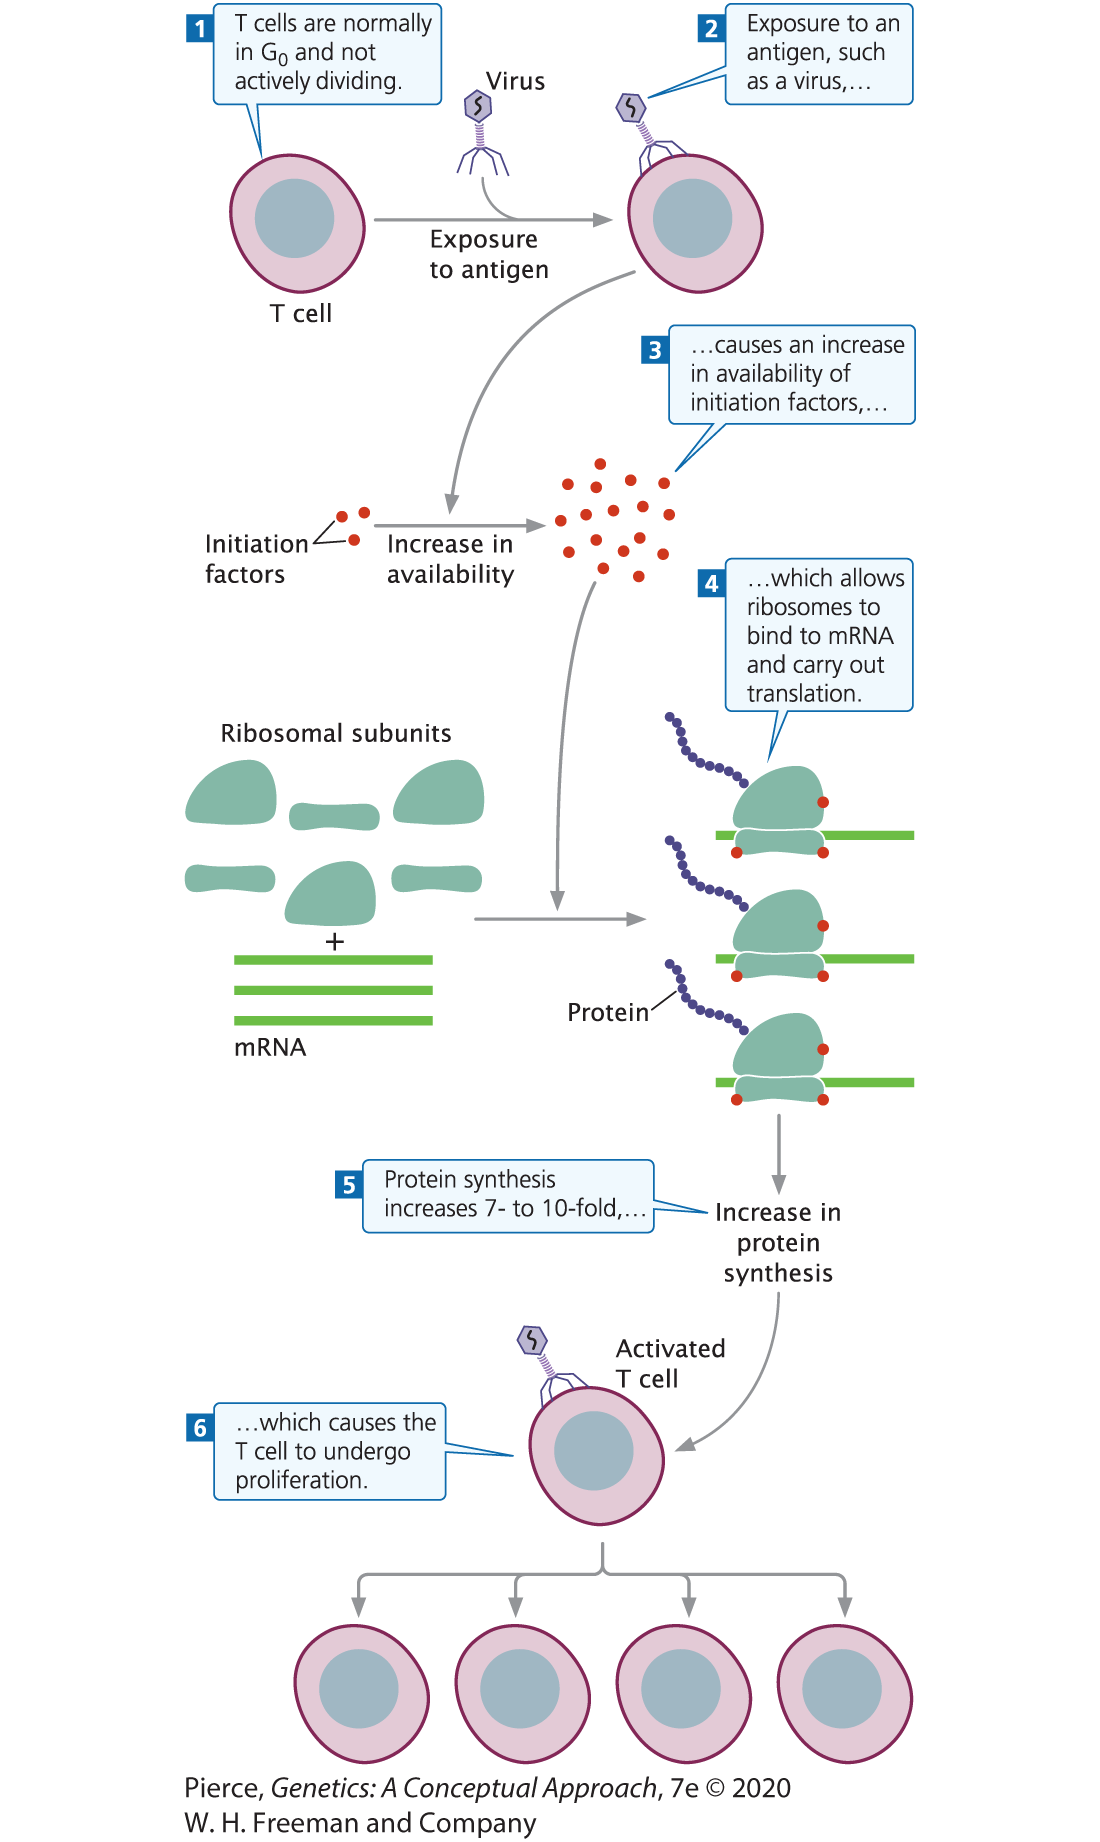 1
T cells are normally
in G0 and not
actively dividing.
2
Exposure to an
antigen, such
as a virus,…
Virus
Exposure
to antigen
T cell
3
…causes an increase
in availability of
initiation factors,…
Initiation
factors
Increase in
availability
4
…which allows
ribosomes to
bind to mRNA
and carry out
translation.
Ribosomal subunits
+
mRNA
Protein
5
Protein synthesis
increases 7- to 10-fold,…
Increase in
protein
synthesis
Activated
T cell
6
…which causes the
T cell to undergo
proliferation.
Pierce, Genetics: A Conceptual Approach, 7e © 2020
W. H. Freeman and Company